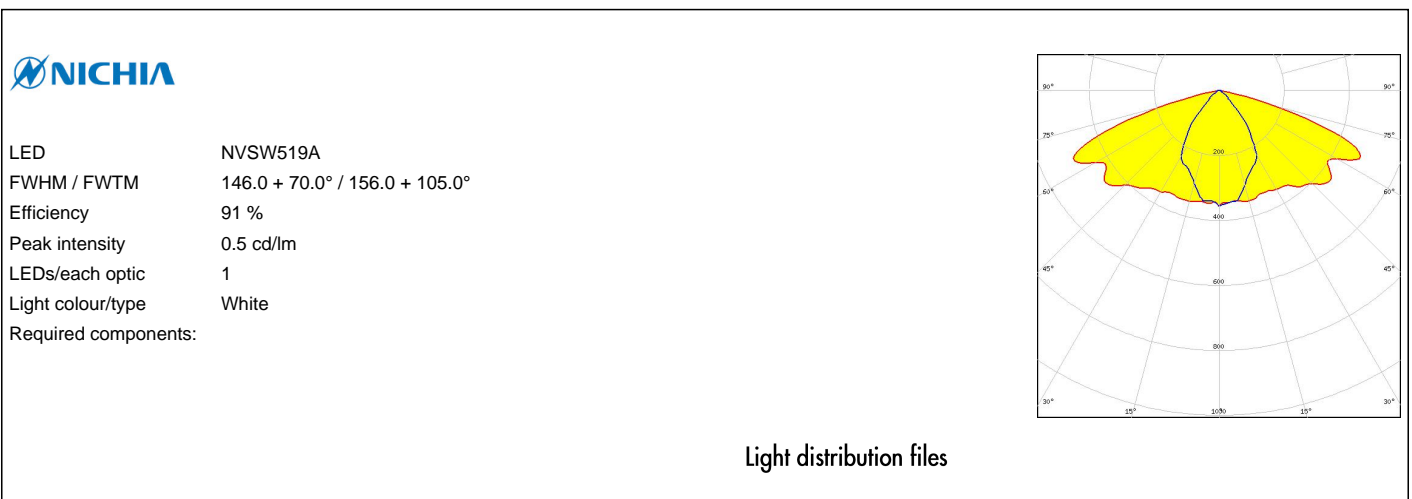 NICHIA
LED NVSW519A
FWHM / FWTM 146.0 + 70.0° / 156.0 + 105.0°
Efficiency 91 %
Peak intensity 0.5 cd/lm
LEDs/each optic 1
Light colour/type White
Required components:
90° 90°
75° 75°
200
60° 60°
400
45° 45°
600
800
30° 30°
15° 1000 15°
Light distribution files